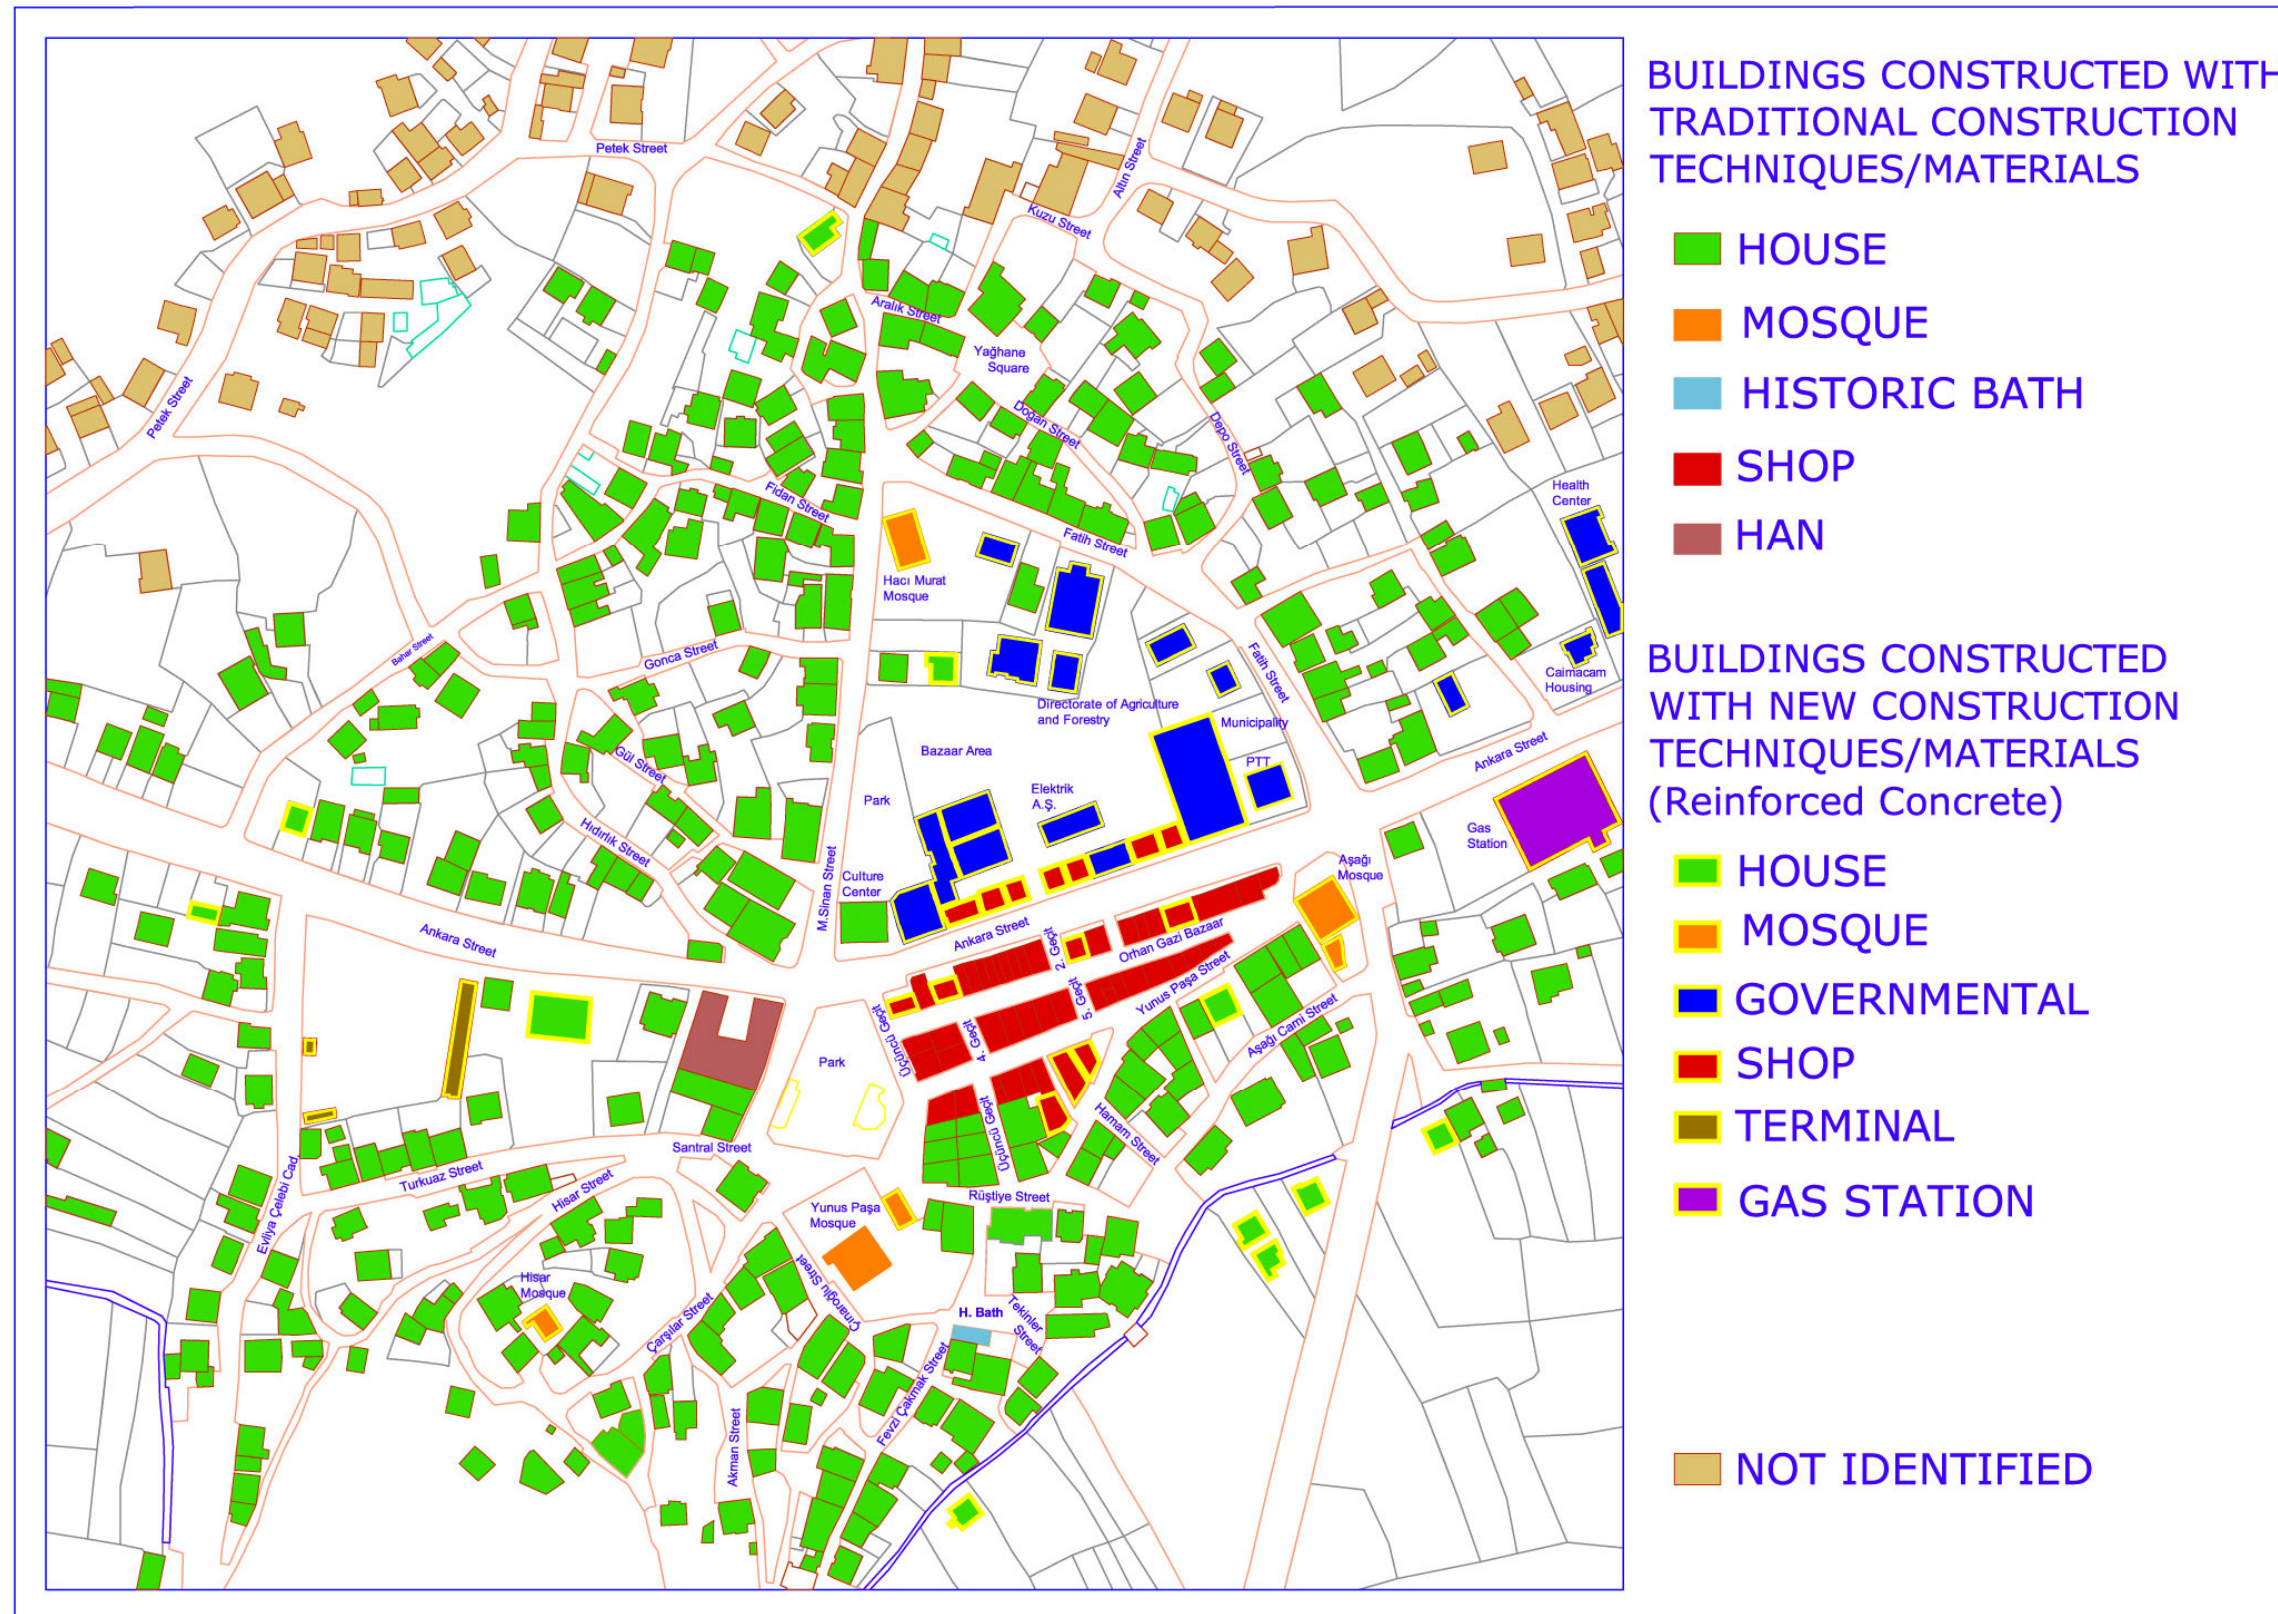 BUILDINGS CONSTRUCTED WITH
TRADITIONAL CONSTRUCTION
TECHNIQUES/MATERIALS
HOUSE
MOSQUE
HISTORIC BATH
SHOP
HAN
BUILDINGS CONSTRUCTED
WITH NEW CONSTRUCTION
TECHNIQUES/MATERIALS
(Reinforced Concrete)
HOUSE
MOSQUE
GOVERNMENTAL
SHOP
TERMINAL
GAS STATION
NOT IDENTIFIED
Petek Street
Altın Street
Kuzu Street
Aralık Street
Yağhane
Square
Petek Street
Doğan Street
Depo Street
Fidan Street
Health
Center
Fatih Street
Hacı Murat
Mosque
Bahar Street
Gonca Street
Fatih Street
Caimacam
Housing
Directorate of Agriculture
and Forestry
Municipality
Gül Street
Bazaar Area
Ankara Street
PTT
Park
Elektrik
A.Ş.
Hıdırlık Street
Gas
Station
M.Sinan Street
Culture
Center
Aşağı
Mosque
Ankara Street
Ankara Street
2. Geçit
Orhan Gazi Bazaar
Yunus Paşa Street
5. Geçit
Üçüncü Geçit
4. Geçit
Aşağı Cami Street
Park
Üçüncü Geçit
Hamam Street
Santral Street
Turkuaz Street
Hisar Street
Rüştiye Street
Evliya Çelebi Cad.
Yunus Paşa
Mosque
Hisar
Mosque
Çınaroglu Street
Çarşılar Street
H. Bath
Tekinler
Street
Fevzi Çakmak Street
Akman Street